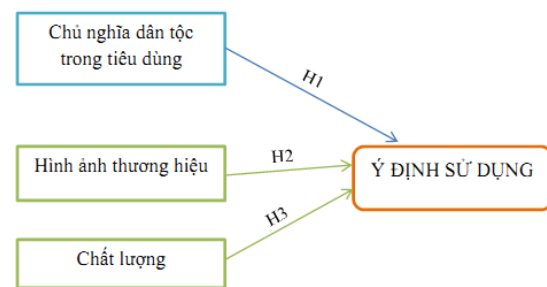 Chủ nghĩa dân tộc
trong tiêu dùng
H1
Hình ảnh thương hiệu
H2
Ý ĐỊNH SỬ DỤNG
H3
Chất lượng